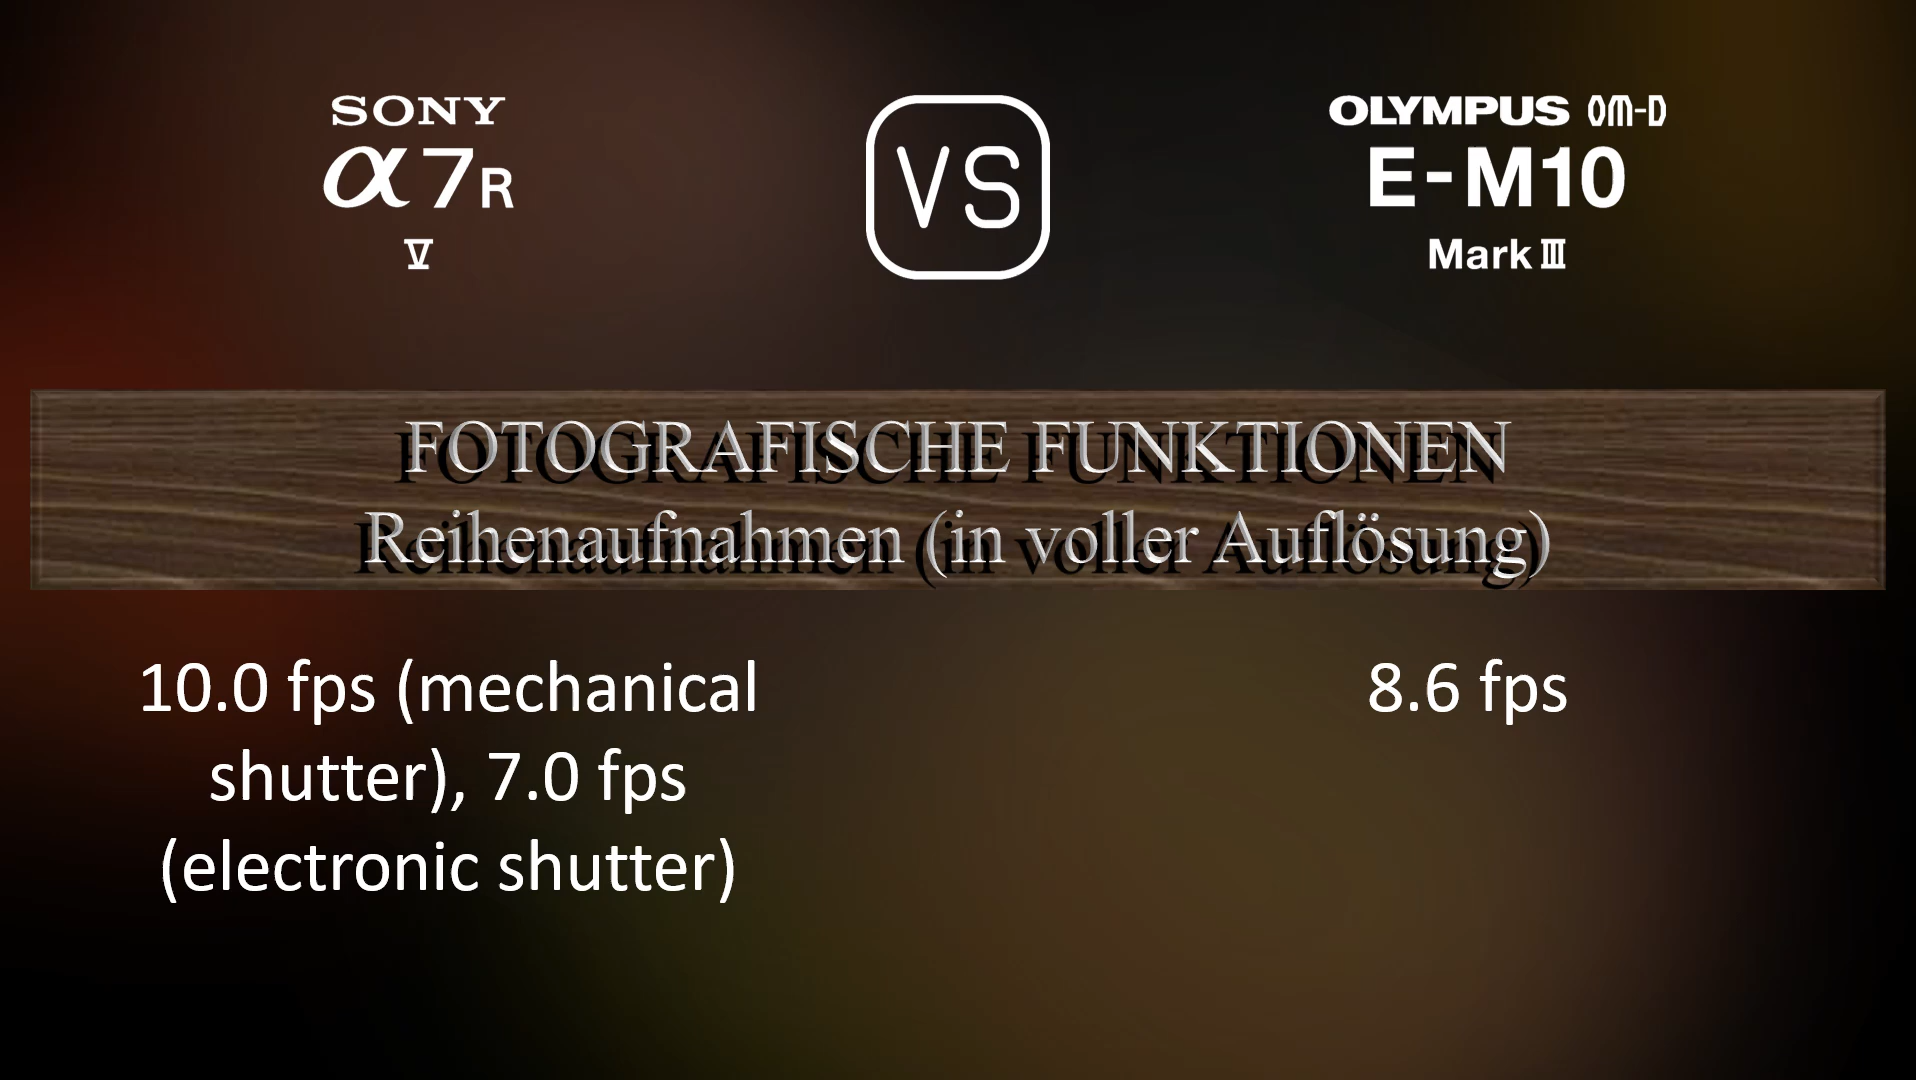 SONY
α7R
V
VS
OLYMPUS OM-D
E-M10
Mark III
FOTOGRAFISCHE FUNKTIONEN
Reihenaufnahmen (in voller Auflösung)
10.0 fps (mechanical
shutter), 7.0 fps
(electronic shutter)
8.6 fps